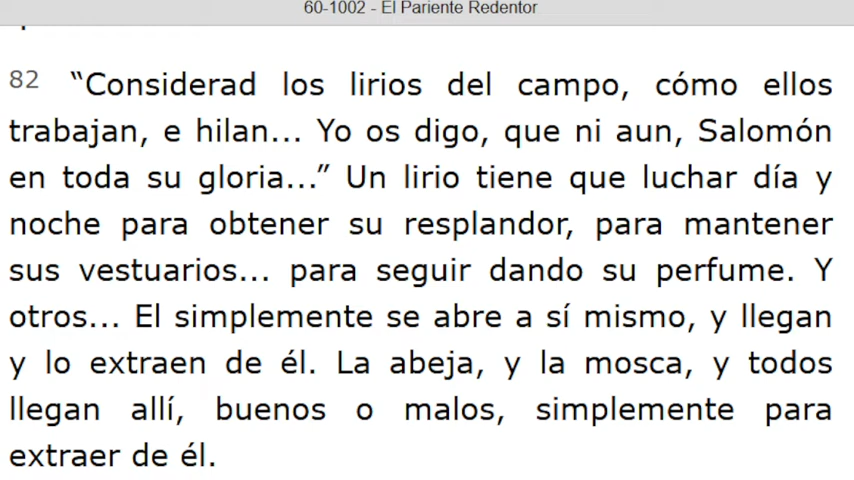 60-1002 - El Pariente Redentor
82 “Considerad los lirios del campo, cómo ellos
trabajan, e hilan... Yo os digo, que ni aun, Salomón
en toda su gloria...” Un lirio tiene que luchar día y
noche para obtener su resplandor, para mantener
sus vestuarios... para seguir dando su perfume. Y
otros... El simplemente se abre a sí mismo, y llegan
y lo extraen de él. La abeja, y la mosca, y todos
llegan allí, buenos o malos, simplemente para
extraer de él.